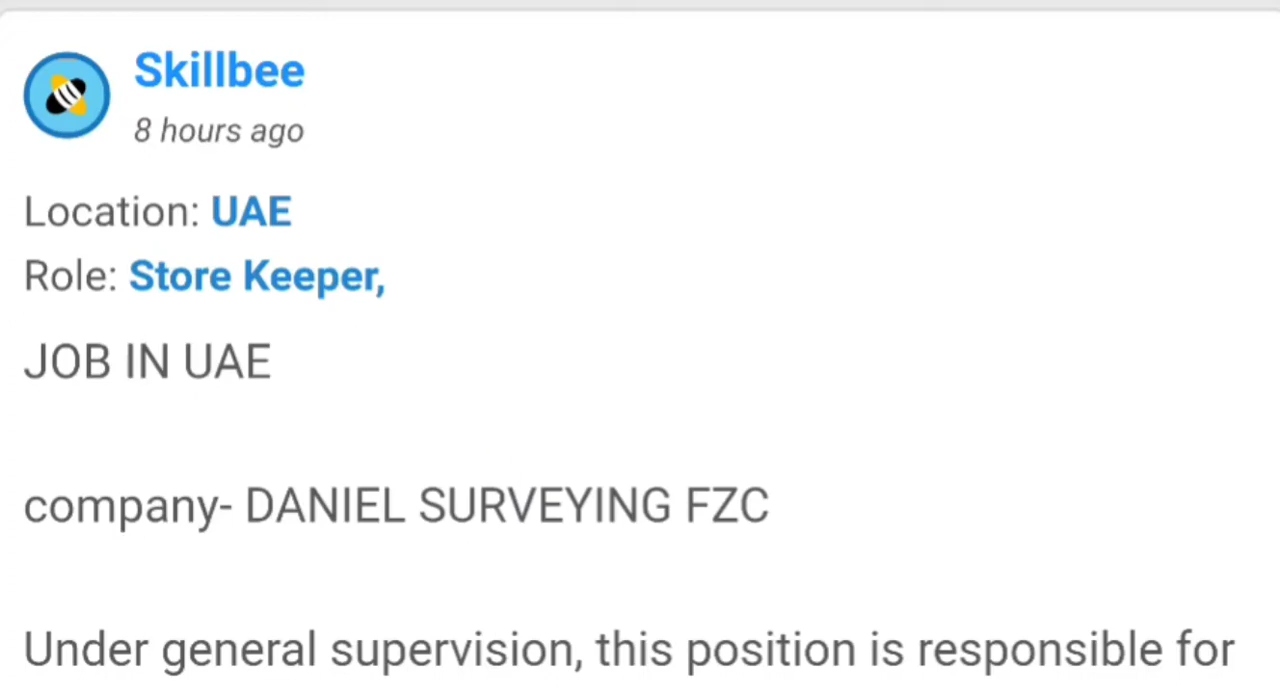 Skillbee
8 hours ago
Location: UAE
Role: Store Keeper,
JOB IN UAE
company- DANIEL SURVEYING FZC
Under general supervision, this position is responsible for